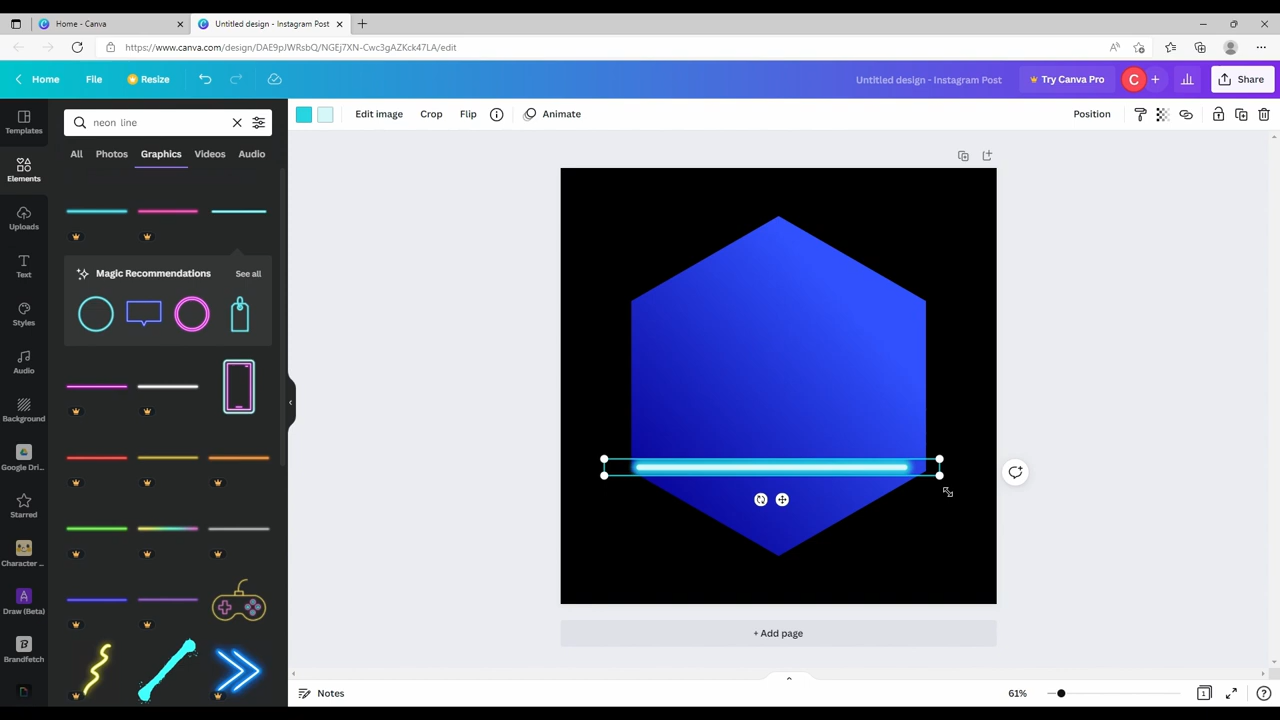 Home - Canva
Untitled design - Instagram Post
https://www.canva.com/design/DAE9pJWRsbQ/NGEj7XN-Cwc3gAZKck47LA/edit
Home File Resize Untitled design - Instagram Post C Try Canva Pro Share
neon line
Edit image Crop Flip Animate Position
All Photos Graphics Videos Audio
Magic Recommendations See all
Templates
Elements
Uploads
Text
Styles
Audio
Background
Google Dri...
Starred
Character ...
Draw (Beta)
Brandfetch
+ Add page
Notes
61%
1